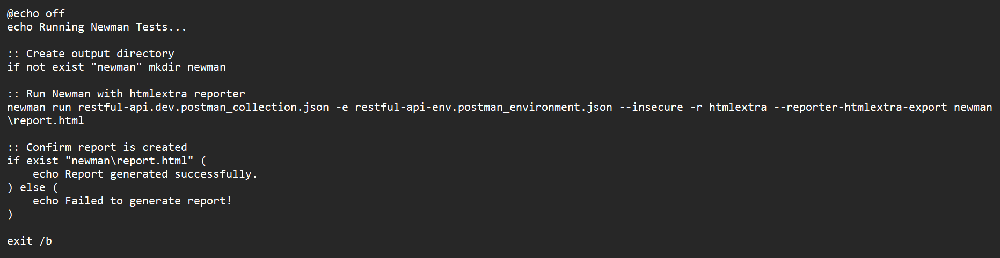 @echo off
echo Running Newman Tests...
:: Create output directory
if not exist "newman" mkdir newman
:: Run Newman with htmlextra reporter
newman run restful-api.dev.postman_collection.json -e restful-api-env.postman_environment.json --insecure -r htmlextra --reporter-htmlextra-export newman
\report.html
:: Confirm report is created
if exist "newman\report.html" (
    echo Report generated successfully.
) else (
    echo Failed to generate report!
)
exit /b